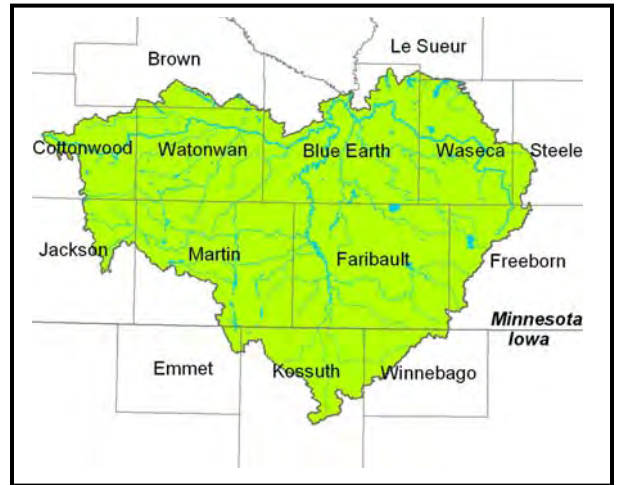 Le Sueur
Brown
Cottonwood
Watonwan
Blue Earth
Waseca
Steele
Jackson
Martin
Faribault
Freeborn
Minnesota
Iowa
Emmet
Kossuth
Winnebago